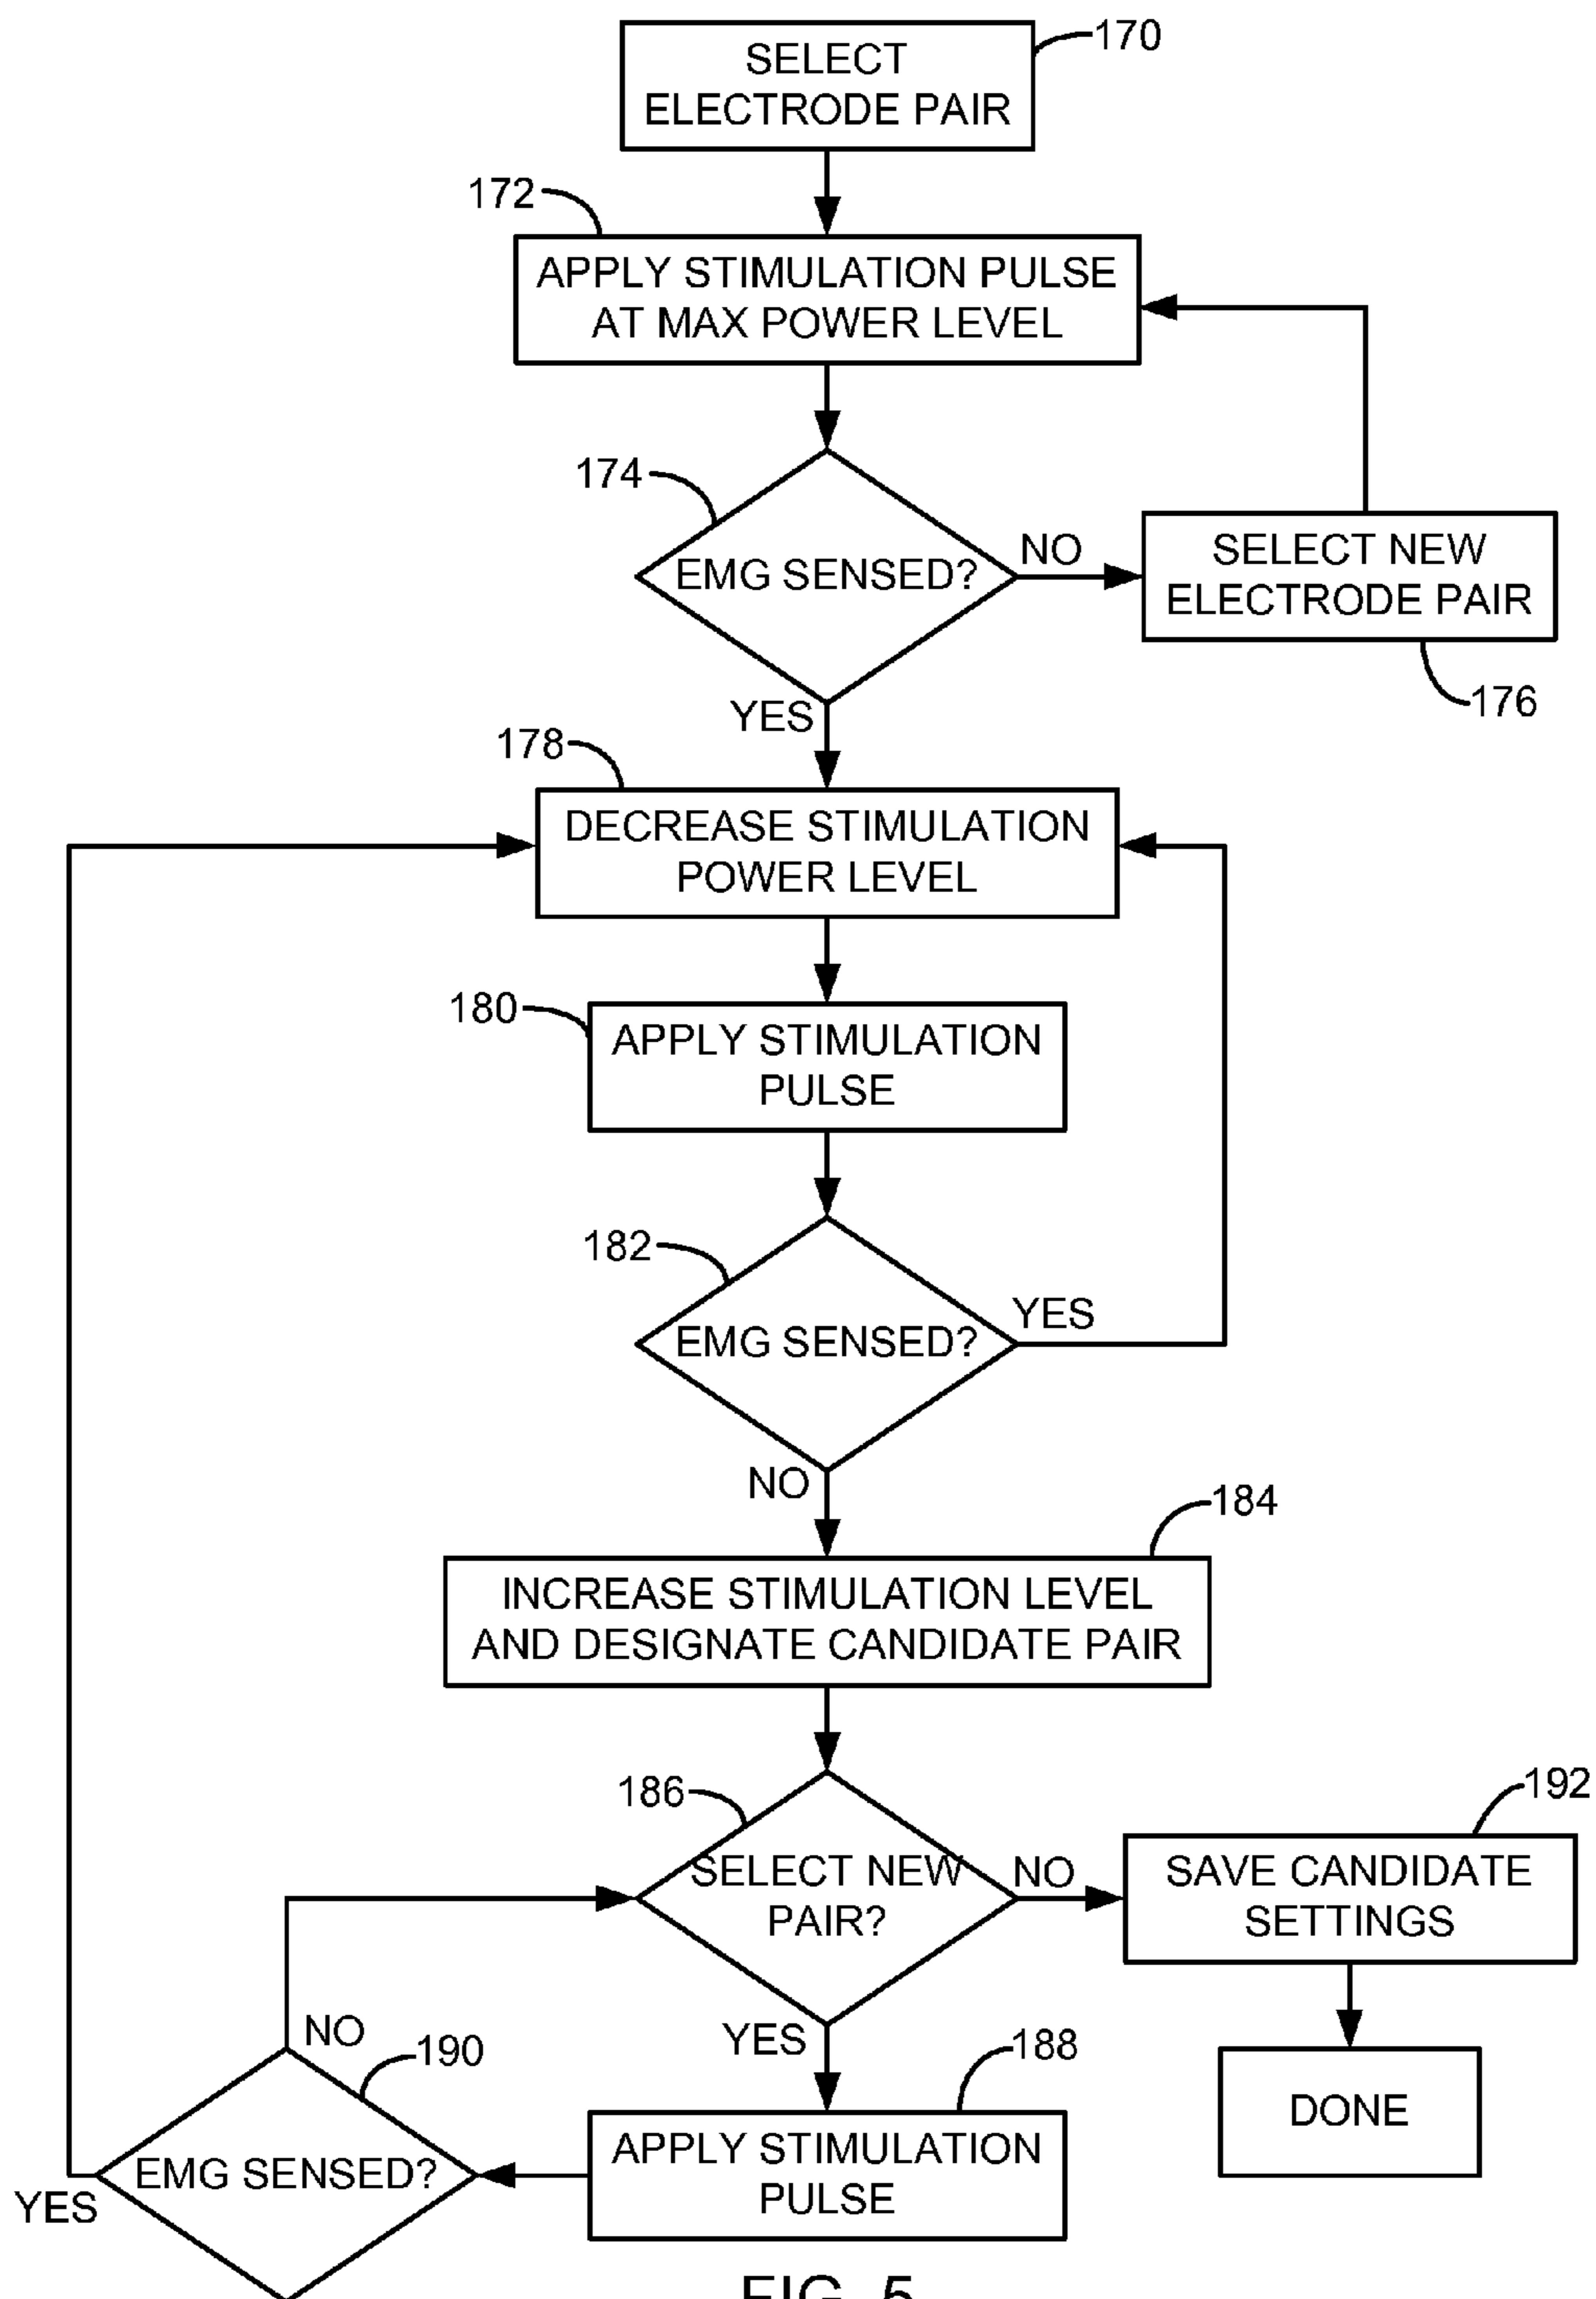 SELECT
ELECTRODE PAIR
170
172
APPLY STIMULATION PULSE
AT MAX POWER LEVEL
174
EMG SENSED?
NO
SELECT NEW
ELECTRODE PAIR
176
YES
178
DECREASE STIMULATION
POWER LEVEL
180
APPLY STIMULATION
PULSE
182
EMG SENSED?
YES
NO
184
INCREASE STIMULATION LEVEL
AND DESIGNATE CANDIDATE PAIR
186
SELECT NEW
PAIR?
NO
192
SAVE CANDIDATE
SETTINGS
YES
188
APPLY STIMULATION
PULSE
NO
190
EMG SENSED?
YES
DONE
FIG. 5